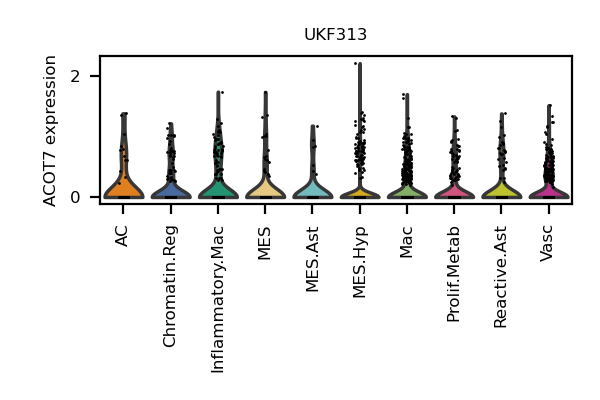 UKF313
ACOT7 expression
2
0
AC
Chromatin.Reg
Inflammatory.Mac
MES
MES.Ast
MES.Hyp
Mac
Prolif.Metab
Reactive.Ast
Vasc